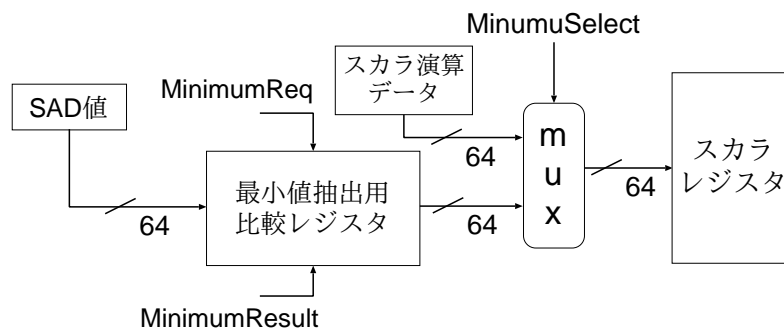 MinumuSelect
スカラ演算
データ
MinimumReq
SAD値
m
u
x
スカラ
レジスタ
64
64
最小値抽出用
比較レジスタ
64
64
MinimumResult